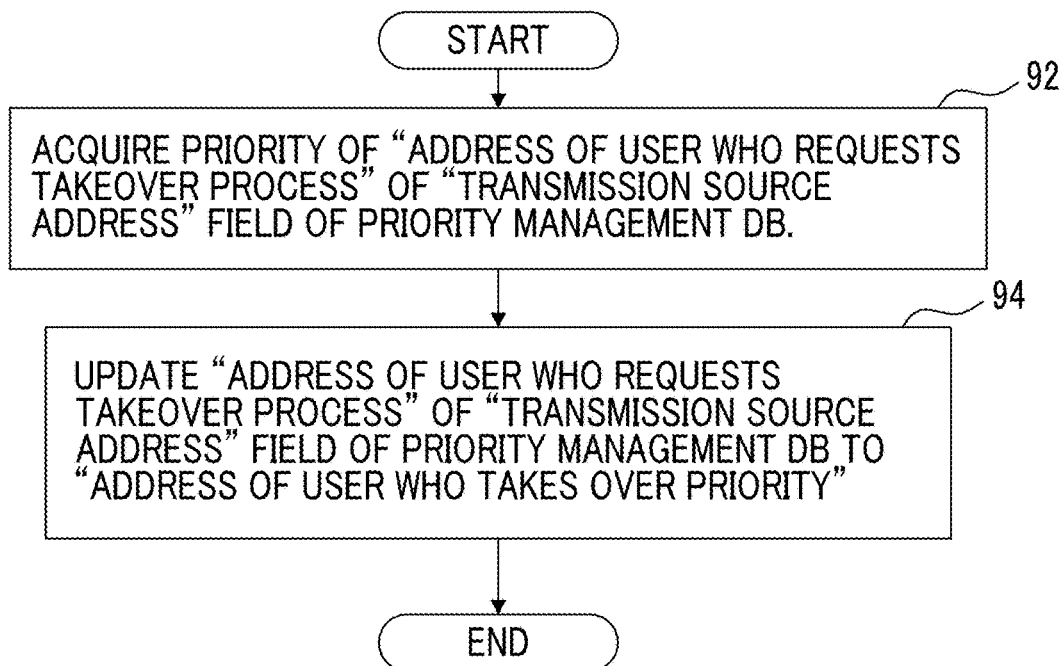 START
92
ACQUIRE PRIORITY OF “ADDRESS OF USER WHO REQUESTS
TAKEOVER PROCESS” OF “TRANSMISSION SOURCE
ADDRESS” FIELD OF PRIORITY MANAGEMENT DB.
94
UPDATE “ADDRESS OF USER WHO REQUESTS
TAKEOVER PROCESS” OF “TRANSMISSION SOURCE
ADDRESS” FIELD OF PRIORITY MANAGEMENT DB TO
“ADDRESS OF USER WHO TAKES OVER PRIORITY”
END